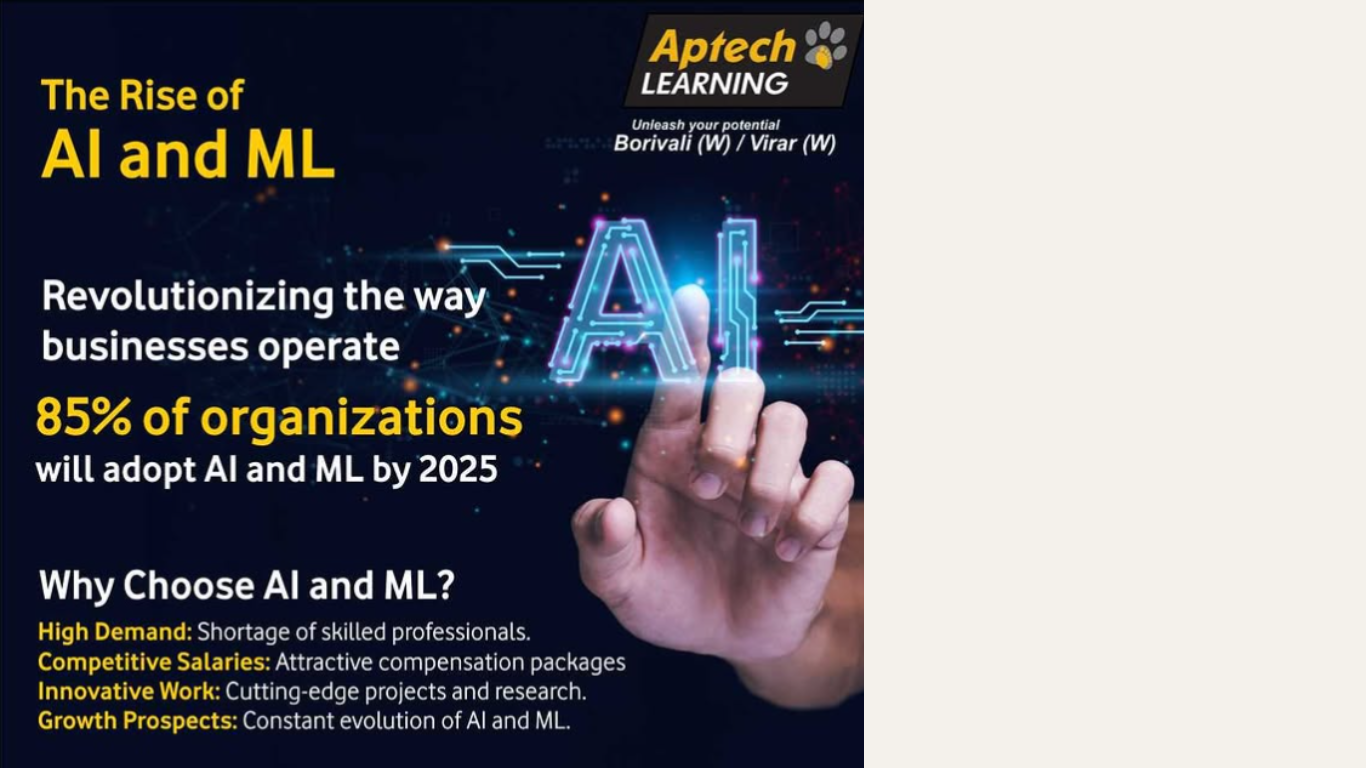 Aptech
LEARNING
Unleash your potential
Borivali (W) / Virar (W)
The Rise of
AI and ML
AI
Revolutionizing the way
businesses operate
85% of organizations
will adopt AI and ML by 2025
Why Choose AI and ML?
High Demand: Shortage of skilled professionals.
Competitive Salaries: Attractive compensation packages
Innovative Work: Cutting-edge projects and research.
Growth Prospects: Constant evolution of AI and ML.